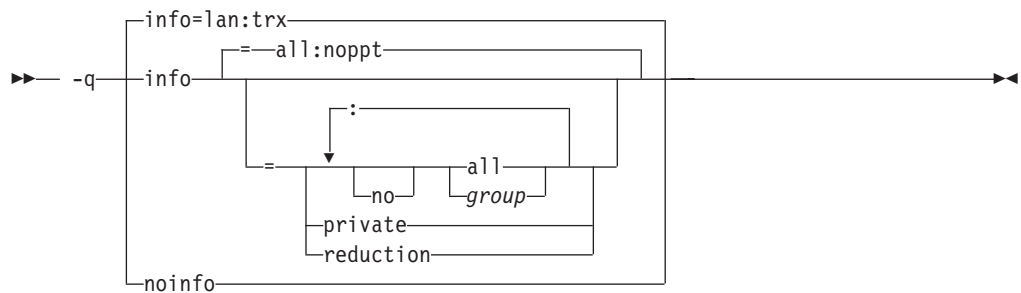 info=lan:trx
= all:noppt
-q info
:
= all
no group
private
reduction
noinfo